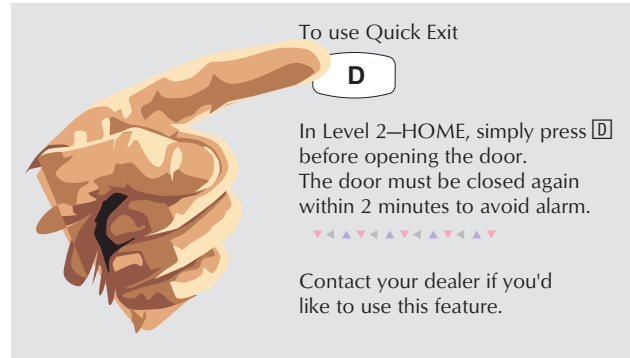 To use Quick Exit
D
In Level 2—HOME, simply press D
before opening the door.
The door must be closed again
within 2 minutes to avoid alarm.
Contact your dealer if you'd
like to use this feature.